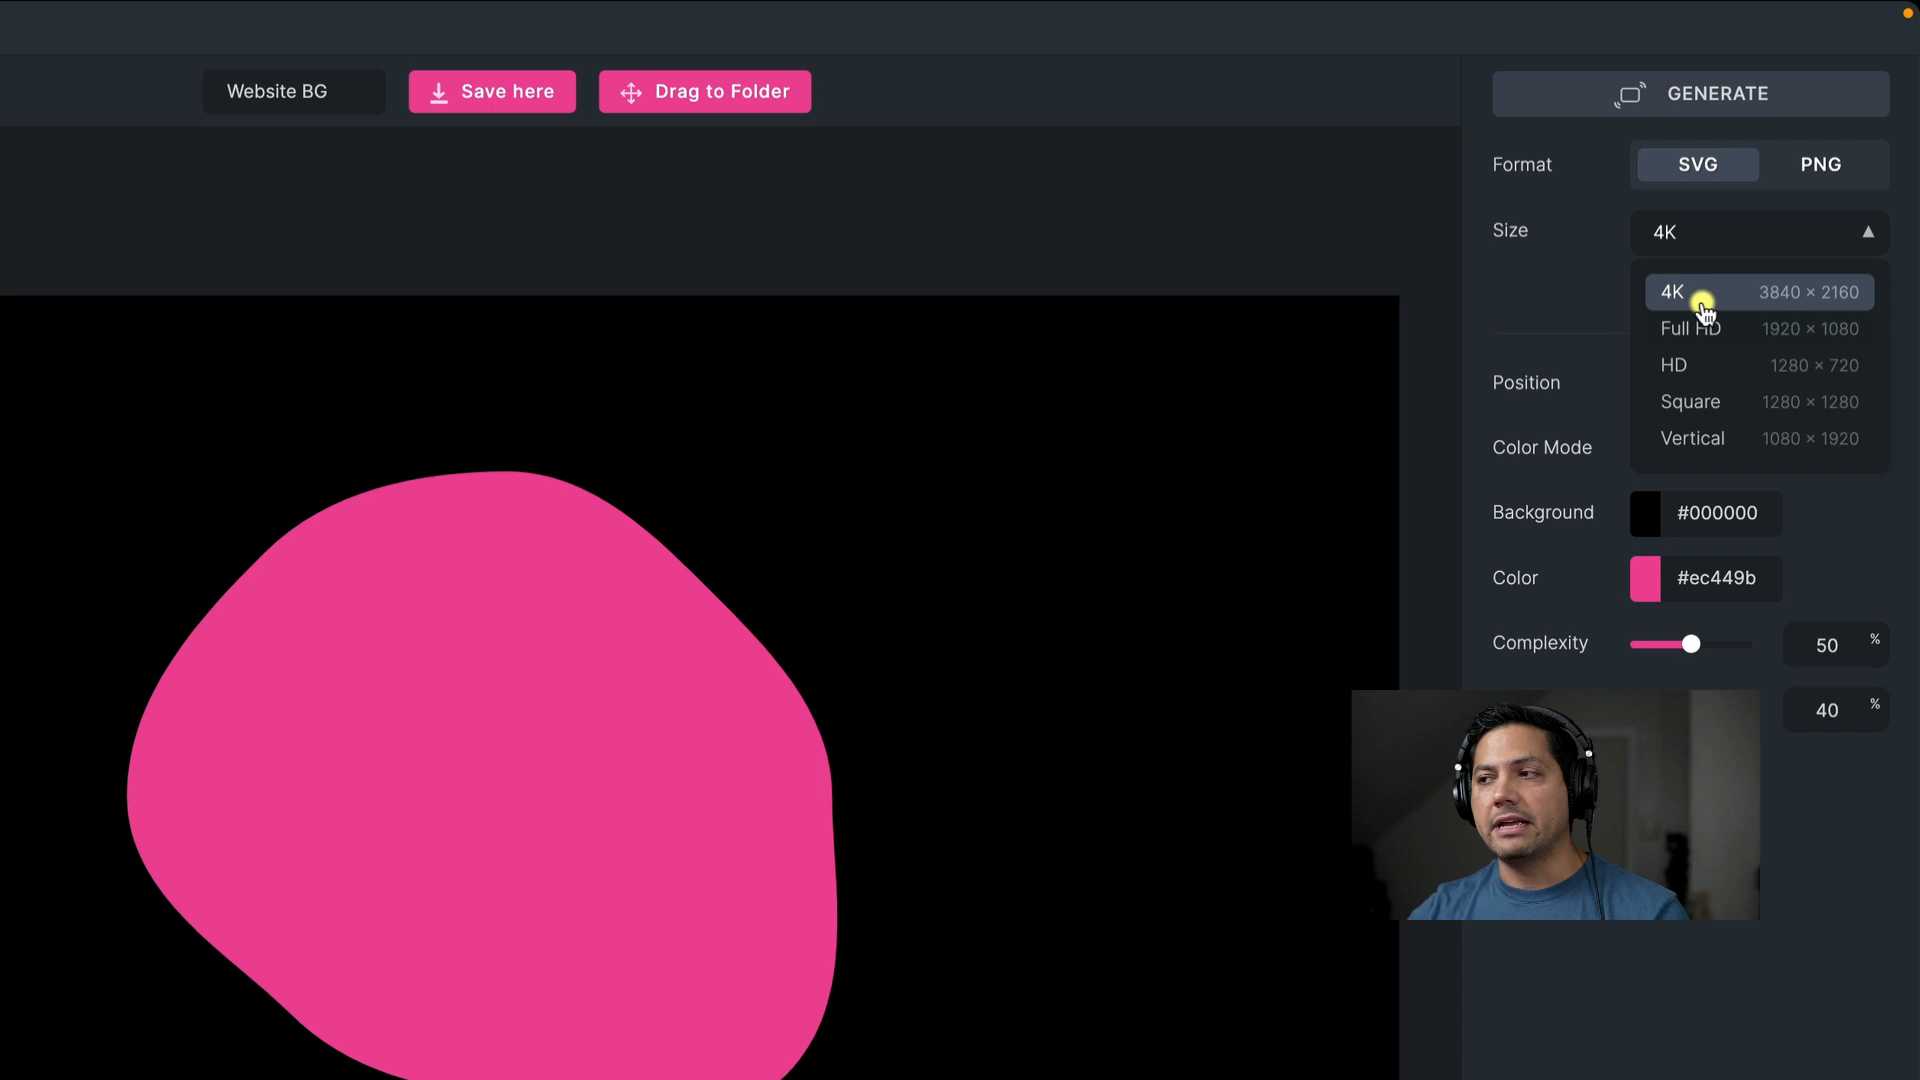 Website BG
Save here
Drag to Folder
GENERATE
Format
SVG
PNG
Size
4K
4K 3840 × 2160
Full HD 1920 × 1080
HD 1280 × 720
Square 1280 × 1280
Vertical 1080 × 1920
Position
Color Mode
Background
#000000
Color
#ec449b
Complexity
50 %
40 %